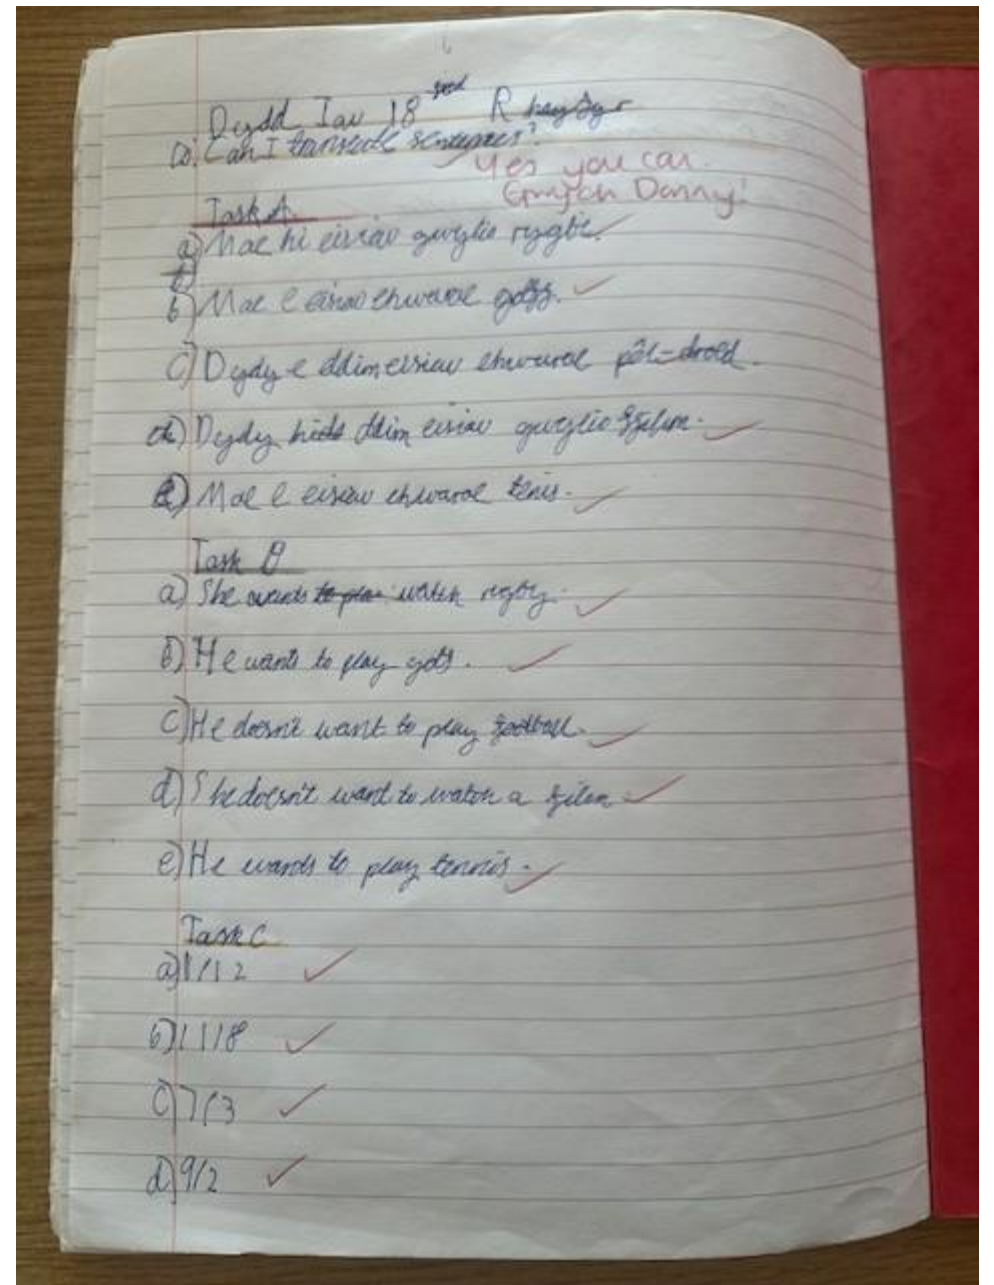 Dydd Iau 18
Can I translate sentences?
Yes you can.
Danny!
Task A
a) Mae hi eisiau gwylio rygbi.
b) Mae e eisiau chwarae golff.
c) Dydy e ddim eisiau chwarae pêl-droed.
ch) Dydy hi ddim eisiau gwylio ffilm.
Mae e eisiau chwarae tenis.
Task B
a) She wants to watch rugby.
b) He wants to play golf.
c) He doesn't want to play football.
d) She doesn't want to watch a film
e) He wants to play tennis.
Task C
a) 1/12
b) 11/8
c) 7/3
d) 9/2